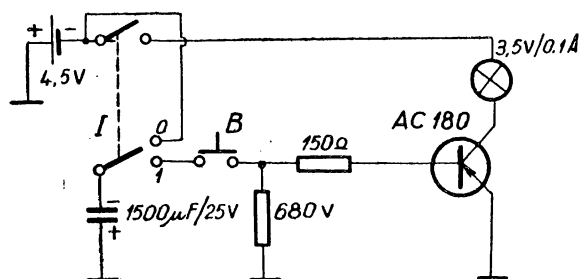 + -
4,5V
3,5V/0.1A
I
0
1
B
150Ω
AC 180
-
1500µF/25V
+
680 v